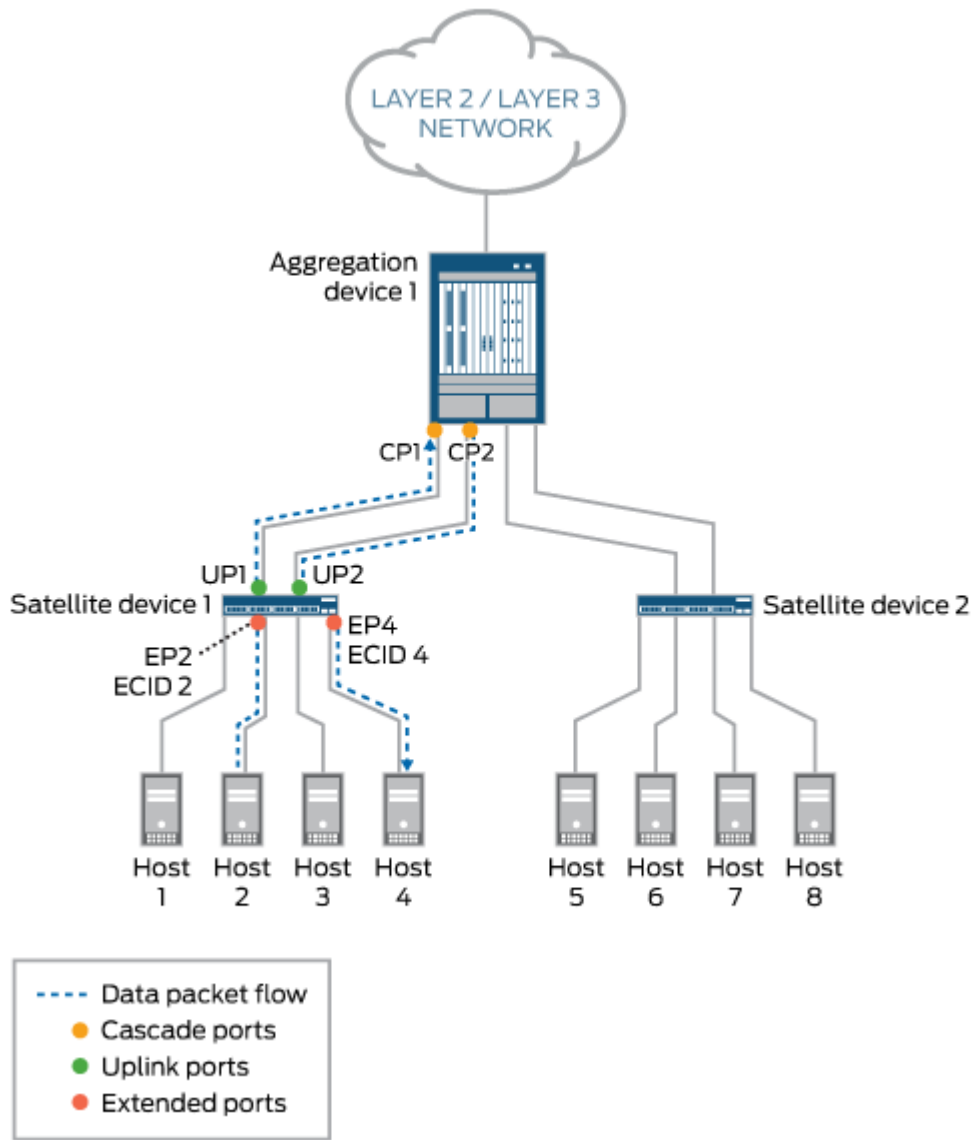 LAYER 2 / LAYER 3
NETWORK
Aggregation
device 1
CP1 CP2
UP1 UP2
Satellite device 1
Satellite device 2
EP4
ECID 4
EP2
ECID 2
Host
1
Host
2
Host
3
Host
4
Host
5
Host
6
Host
7
Host
8
Data packet flow
Cascade ports
Uplink ports
Extended ports